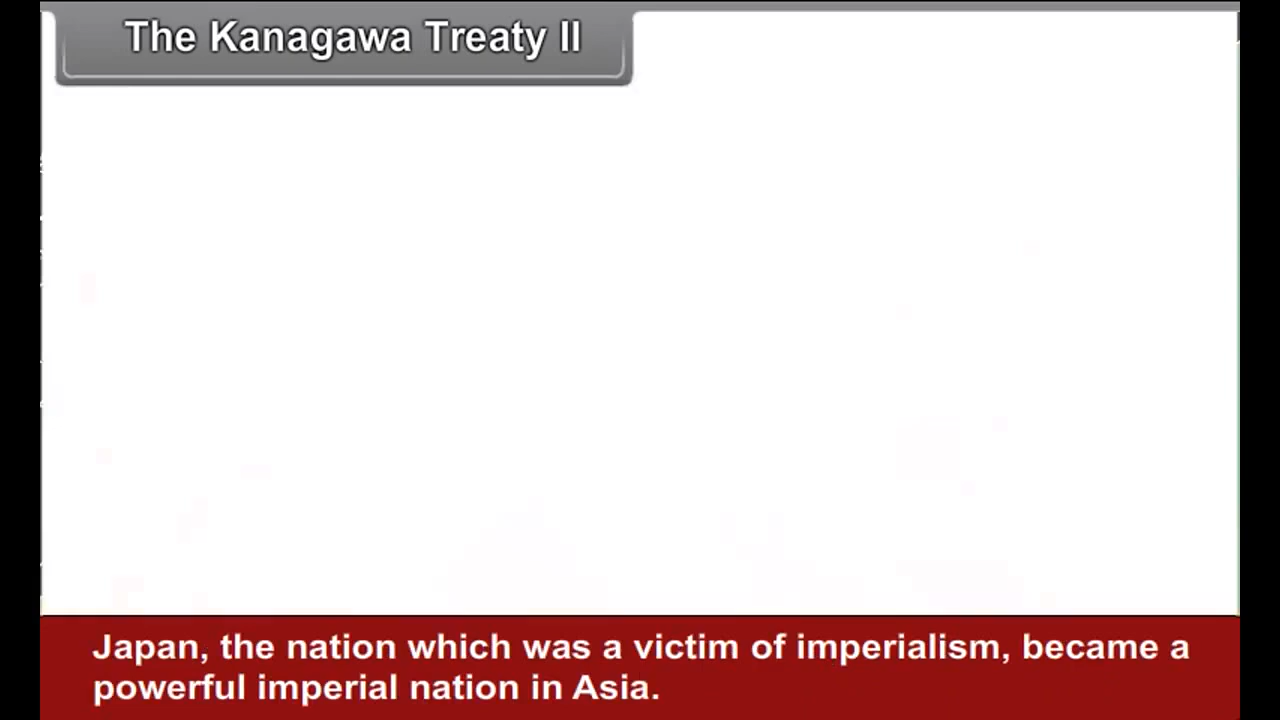 The Kanagawa Treaty II
Japan, the nation which was a victim of imperialism, became a
powerful imperial nation in Asia.